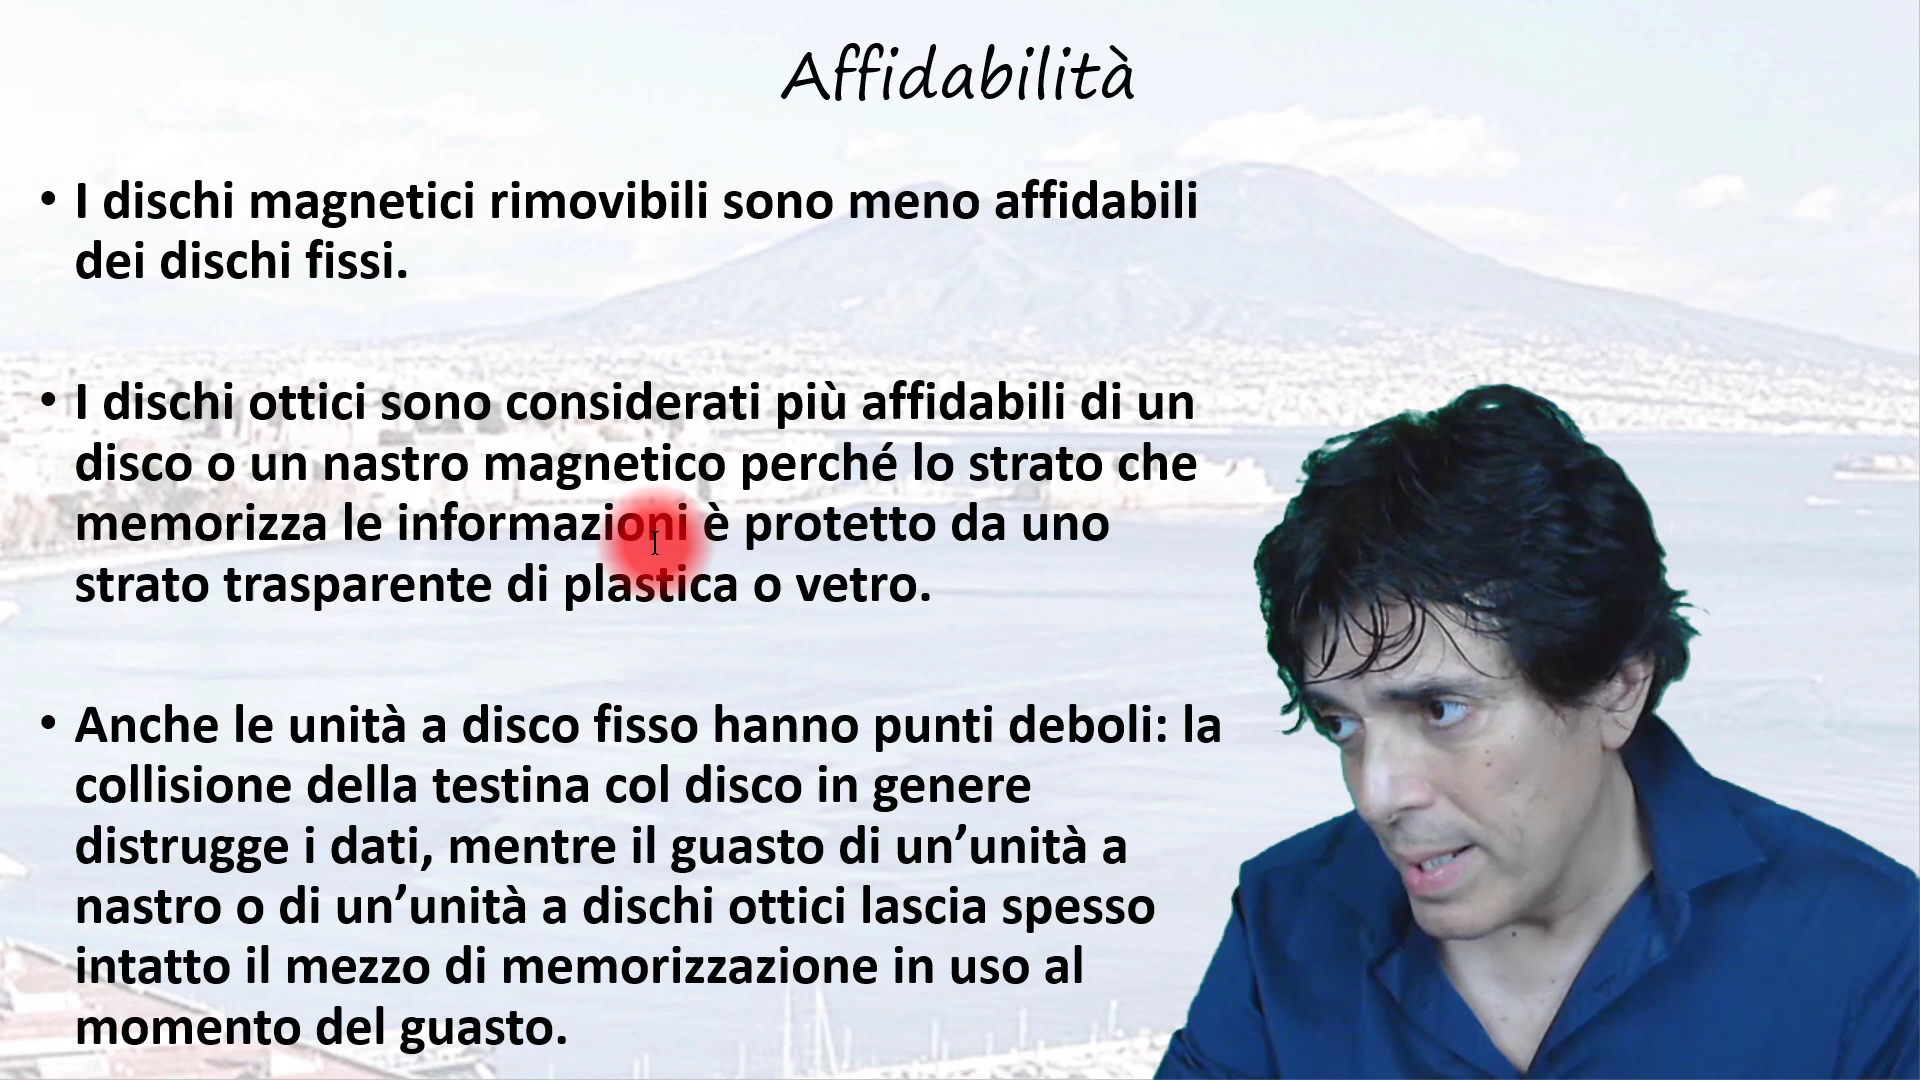 Affidabilità
• I dischi magnetici rimovibili sono meno affidabili
dei dischi fissi.
• I dischi ottici sono considerati più affidabili di un
disco o un nastro magnetico perché lo strato che
memorizza le informazioni è protetto da uno
strato trasparente di plastica o vetro.
• Anche le unità a disco fisso hanno punti deboli: la
collisione della testina col disco in genere
distrugge i dati, mentre il guasto di un’unità a
nastro o di un’unità a dischi ottici lascia spesso
intatto il mezzo di memorizzazione in uso al
momento del guasto.